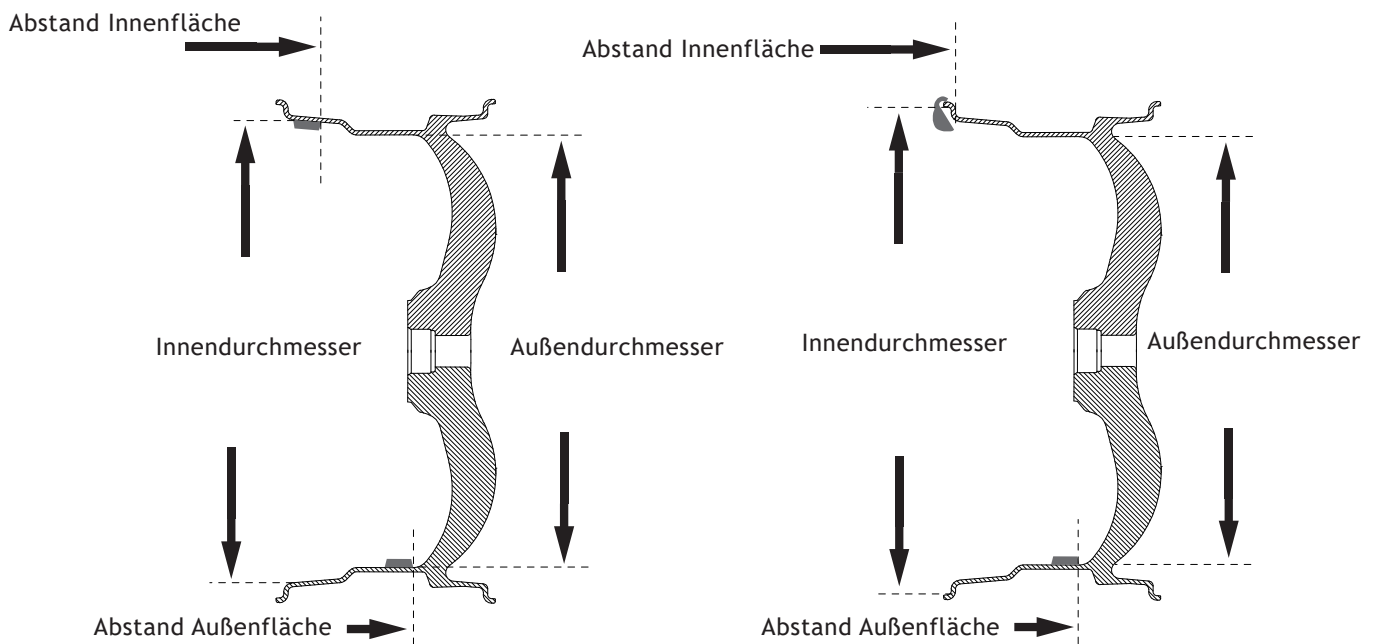 Abstand Innenfläche
Abstand Innenfläche
Innendurchmesser
Außendurchmesser
Innendurchmesser
Außendurchmesser
Abstand Außenfläche
Abstand Außenfläche